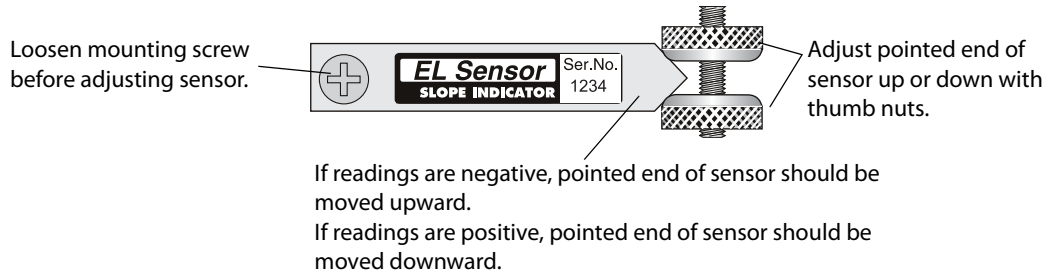 Loosen mounting screw
before adjusting sensor.
EL Sensor
SLOPE INDICATOR
Ser.No.
1234
Adjust pointed end of
sensor up or down with
thumb nuts.
If readings are negative, pointed end of sensor should be
moved upward.
If readings are positive, pointed end of sensor should be
moved downward.